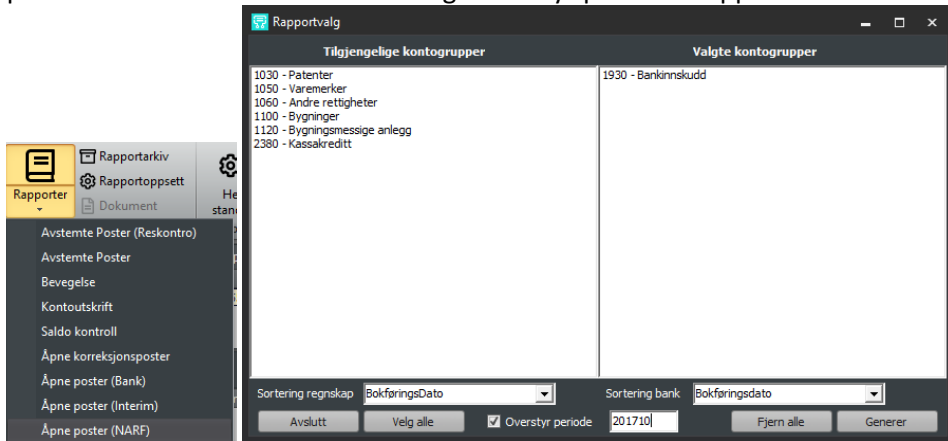 Rapportvalg
Tilgjengelige kontogrupper
Valgte kontogrupper
1030 - Patenter
1050 - Varemerker
1060 - Andre rettigheter
1100 - Bygninger
1120 - Bygningsmessige anlegg
2380 - Kassakreditt
1930 - Bankinnskudd
Sortering regnskap BokføringsDato
Sortering bank Bokføringsdato
Avslutt Velg alle Overstyr periode 201710 Fjern alle Generer
Rapporter
Rapportarkiv
Rapportoppsett
Dokument
He
stan
Avstemte Poster (Reskontro)
Avstemte Poster
Bevegelse
Kontoutskrift
Saldo kontroll
Åpne korreksjonsposter
Åpne poster (Bank)
Åpne poster (Interim)
Åpne poster (NARF)